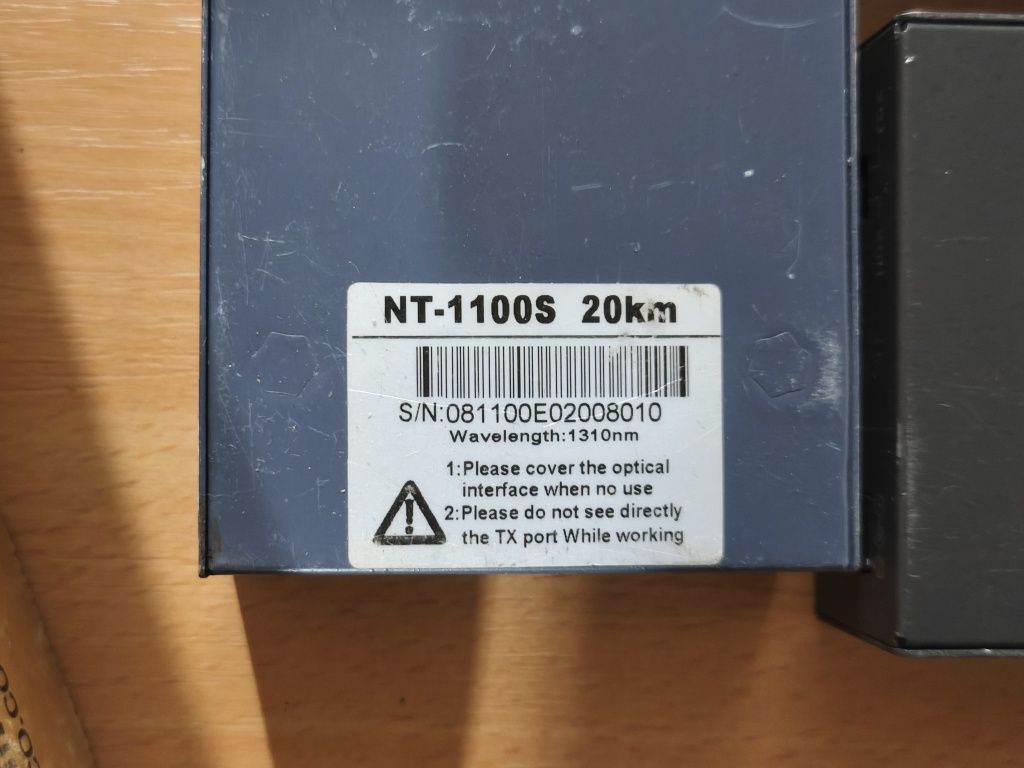 NT-1100S 20km
S/N:081100E02008010
Wavelength:1310nm
1:Please cover the optical
interface when no use
2:Please do not see directly
the TX port While working